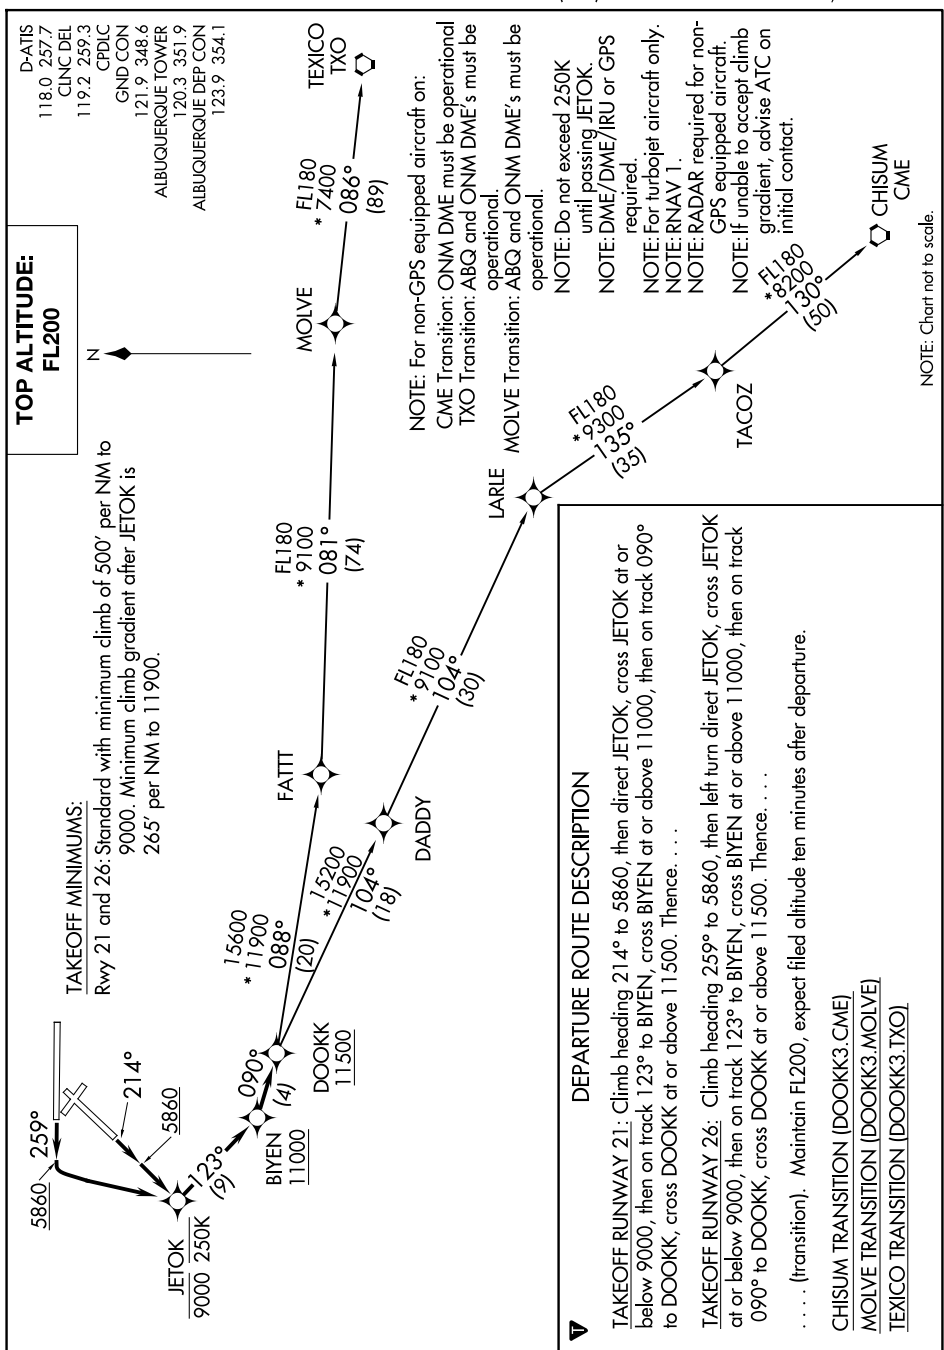 D-ATIS
118.0 257.7
CLNC DEL
119.2 259.3
CPDLC
GND CON
121.9 348.6
ALBUQUERQUE TOWER
120.3 351.9
ALBUQUERQUE DEP CON
123.9 354.1
TOP ALTITUDE:
FL200
N
TAKEOFF MINIMUMS:
Rwy 21 and 26: Standard with minimum climb of 500' per NM to
9000. Minimum climb gradient after JETOK is
265' per NM to 11900.
259°
5860
214°
5860
JETOK
9000 250K
123°
(9)
BIYEN
11000
090°
(4)
DOOKK
11500
15600
*11900
088°
(20)
FATTT
15200
*11900
104°
(18)
DADDY
FL180
*9100
081°
(74)
MOLVE
FL180
*7400
086°
(89)
TEXICO
TXO
FL180
*9100
104°
(30)
LARLE
FL180
*9300
135°
(35)
TACOZ
FL180
*8200
130°
(50)
CHISUM
CME
NOTE: For non-GPS equipped aircraft on:
CME Transition: ONM DME must be operational
TXO Transition: ABQ and ONM DME's must be
operational.
MOLVE Transition: ABQ and ONM DME's must be
operational.
NOTE: Do not exceed 250K
until passing JETOK.
NOTE: DME/DME/IRU or GPS
required.
NOTE: For turbojet aircraft only.
NOTE: RNAV 1.
NOTE: RADAR required for non-
GPS equipped aircraft.
NOTE: If unable to accept climb
gradient, advise ATC on
initial contact.
NOTE: Chart not to scale.
T
DEPARTURE ROUTE DESCRIPTION
TAKEOFF RUNWAY 21: Climb heading 214° to 5860, then direct JETOK, cross JETOK at or
below 9000, then on track 123° to BIYEN, cross BIYEN at or above 11000, then on track 090°
to DOOKK, cross DOOKK at or above 11500. Thence. . . .
TAKEOFF RUNWAY 26: Climb heading 259° to 5860, then left turn direct JETOK, cross JETOK
at or below 9000, then on track 123° to BIYEN, cross BIYEN at or above 11000, then on track
090° to DOOKK, cross DOOKK at or above 11500. Thence. . . .
. . . . (transition). Maintain FL200, expect filed altitude ten minutes after departure.
CHISUM TRANSITION (DOOKK3.CME)
MOLVE TRANSITION (DOOKK3.MOLVE)
TEXICO TRANSITION (DOOKK3.TXO)